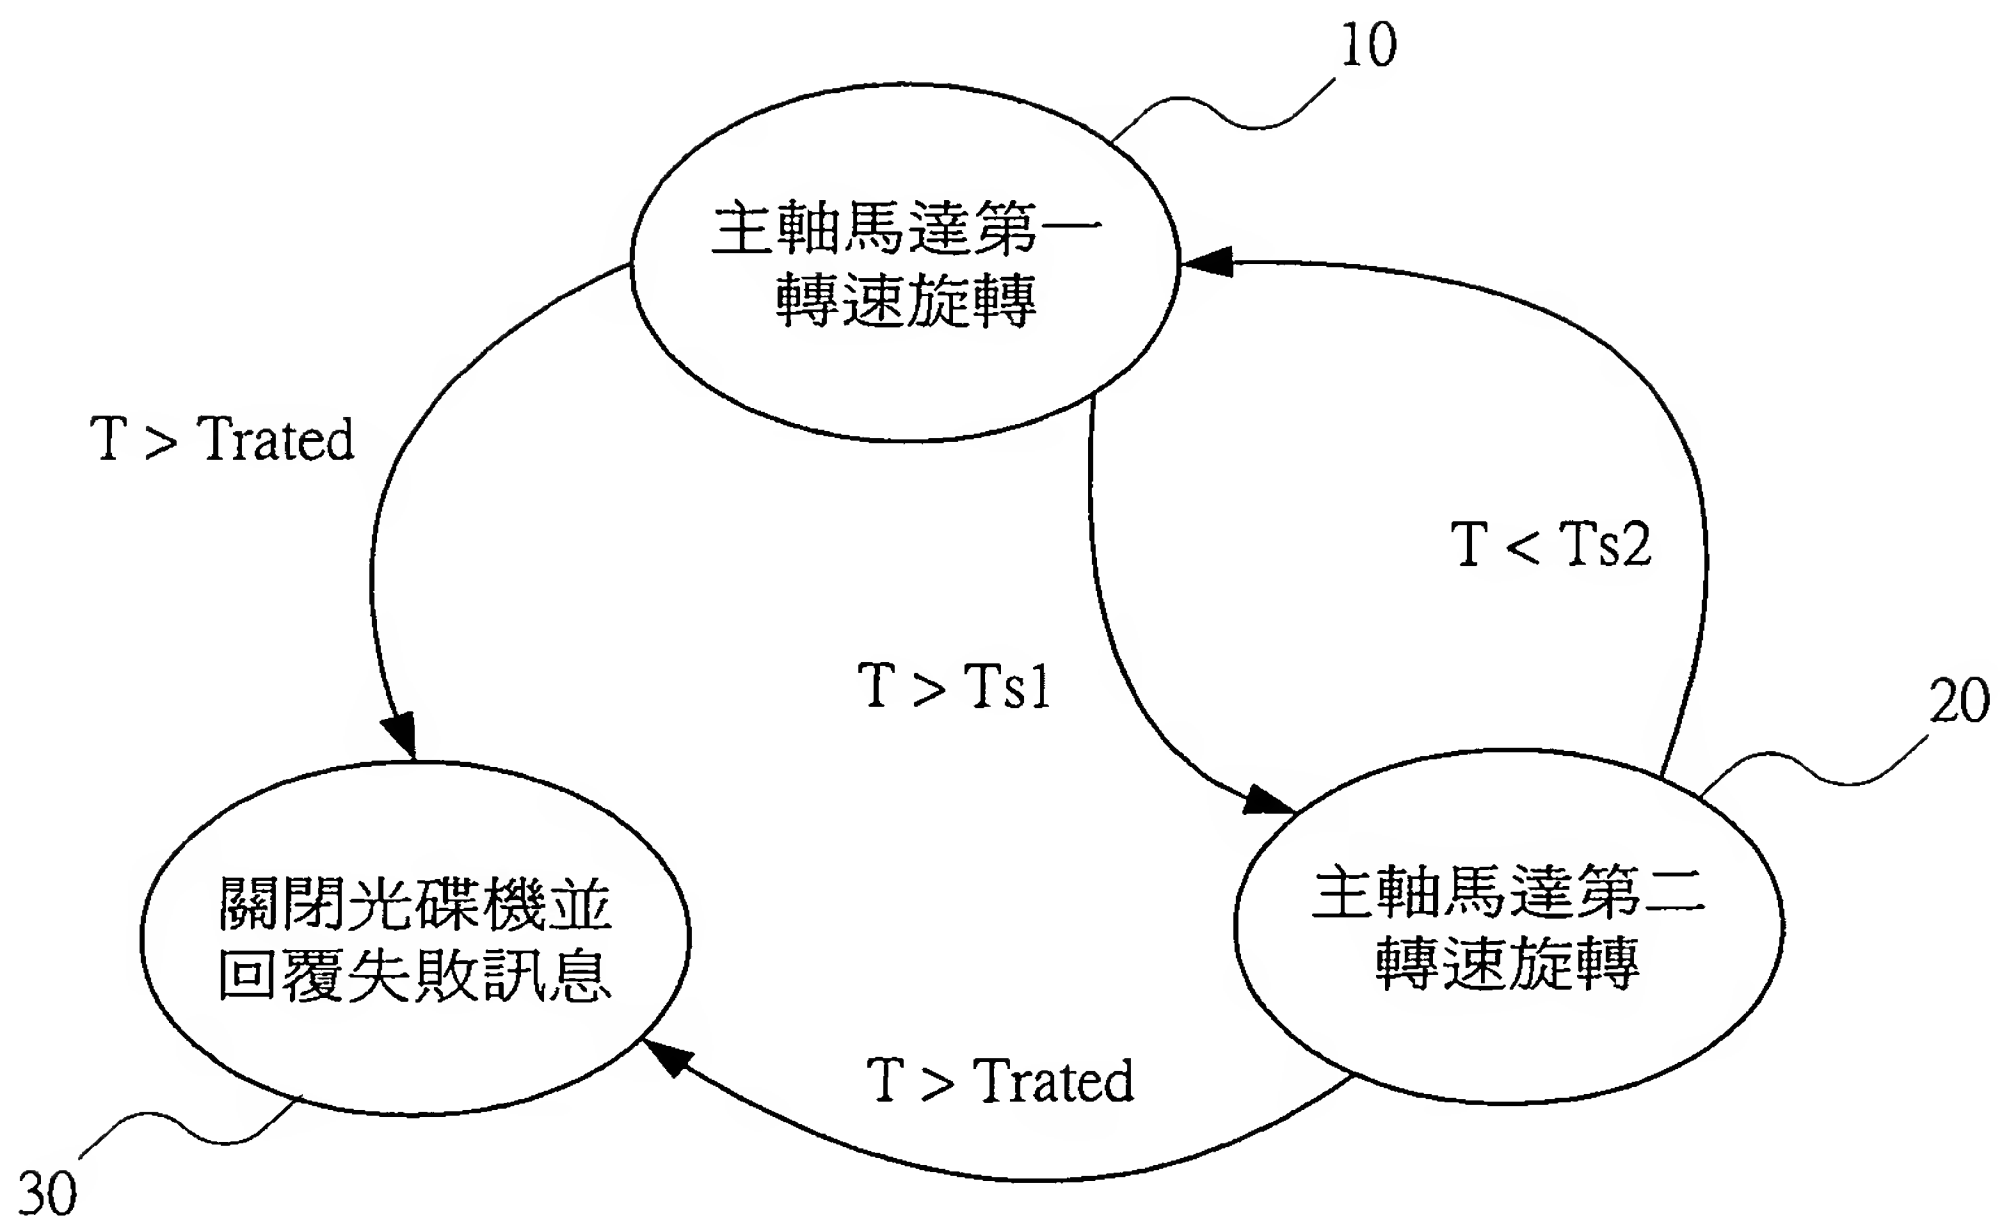 10
主軸馬達第一
轉速旋轉
T > Trated
T < Ts2
T > Ts1
20
關閉光碟機並
回覆失敗訊息
主軸馬達第二
轉速旋轉
T > Trated
30